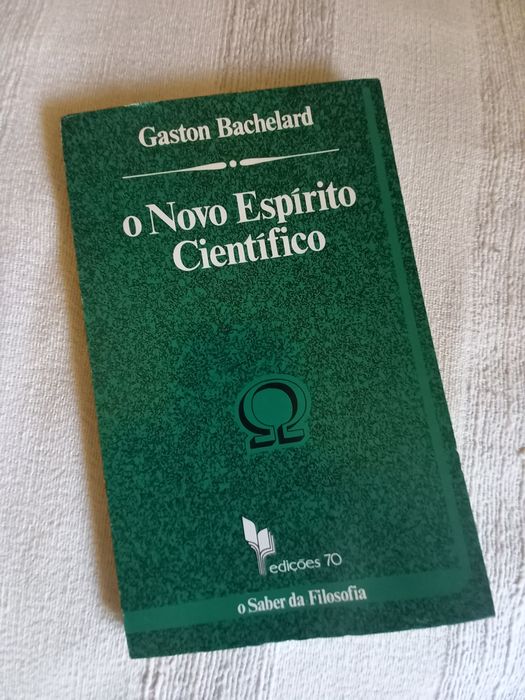 Gaston Bachelard
o Novo Espírito
Científico
Ω
edições 70
o Saber da Filosofia